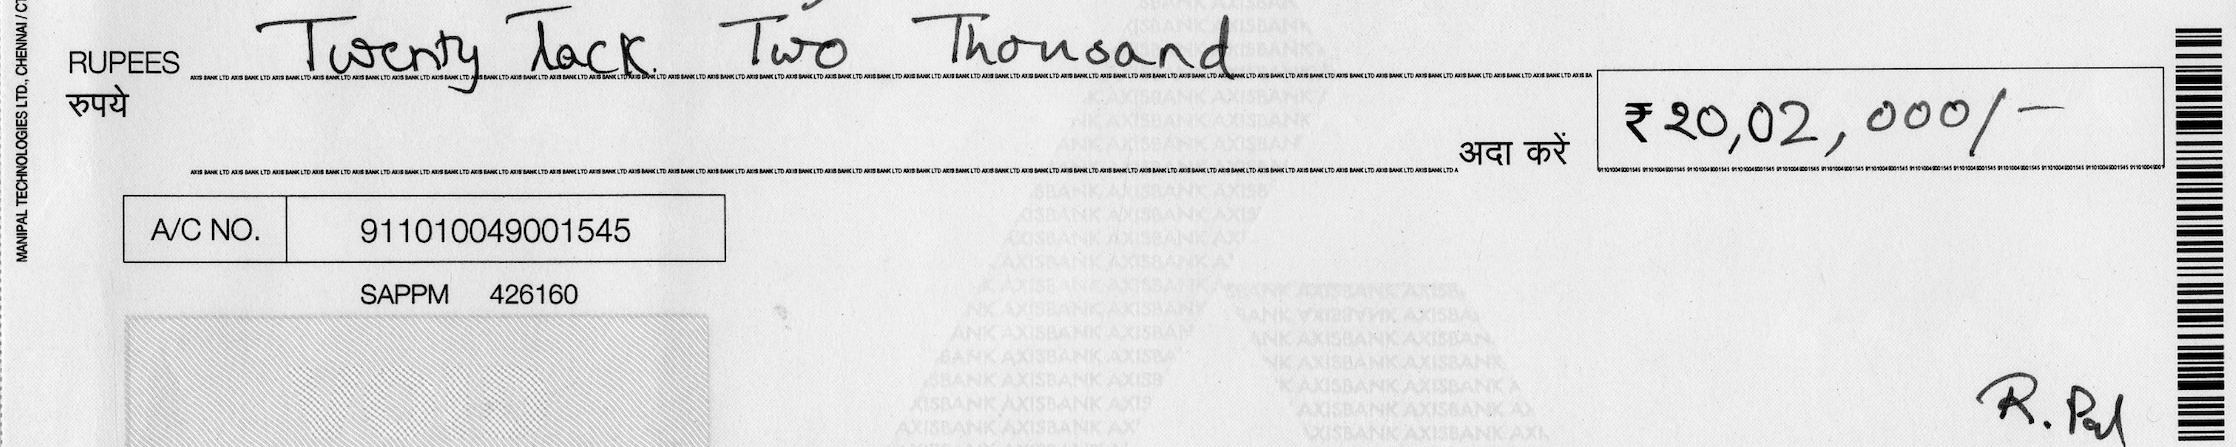 MANIPAL TECHNOLOGIES LTD., CHENNAI /
Twenty Lack Two Thousand
RUPEES
रुपये
अदा करें
₹ 20,02,000/-
A/C NO.
911010049001545
SAPPM 426160
R. Pal